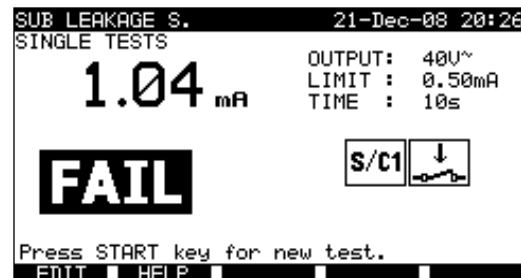 SUB LEAKAGE S. 21-Dec-08 20:26
SINGLE TESTS
OUTPUT: 40V~
1.04 mA
LIMIT : 0.50mA
TIME : 10s
S/C1
FAIL
Press START key for new test.
EDIT HELP